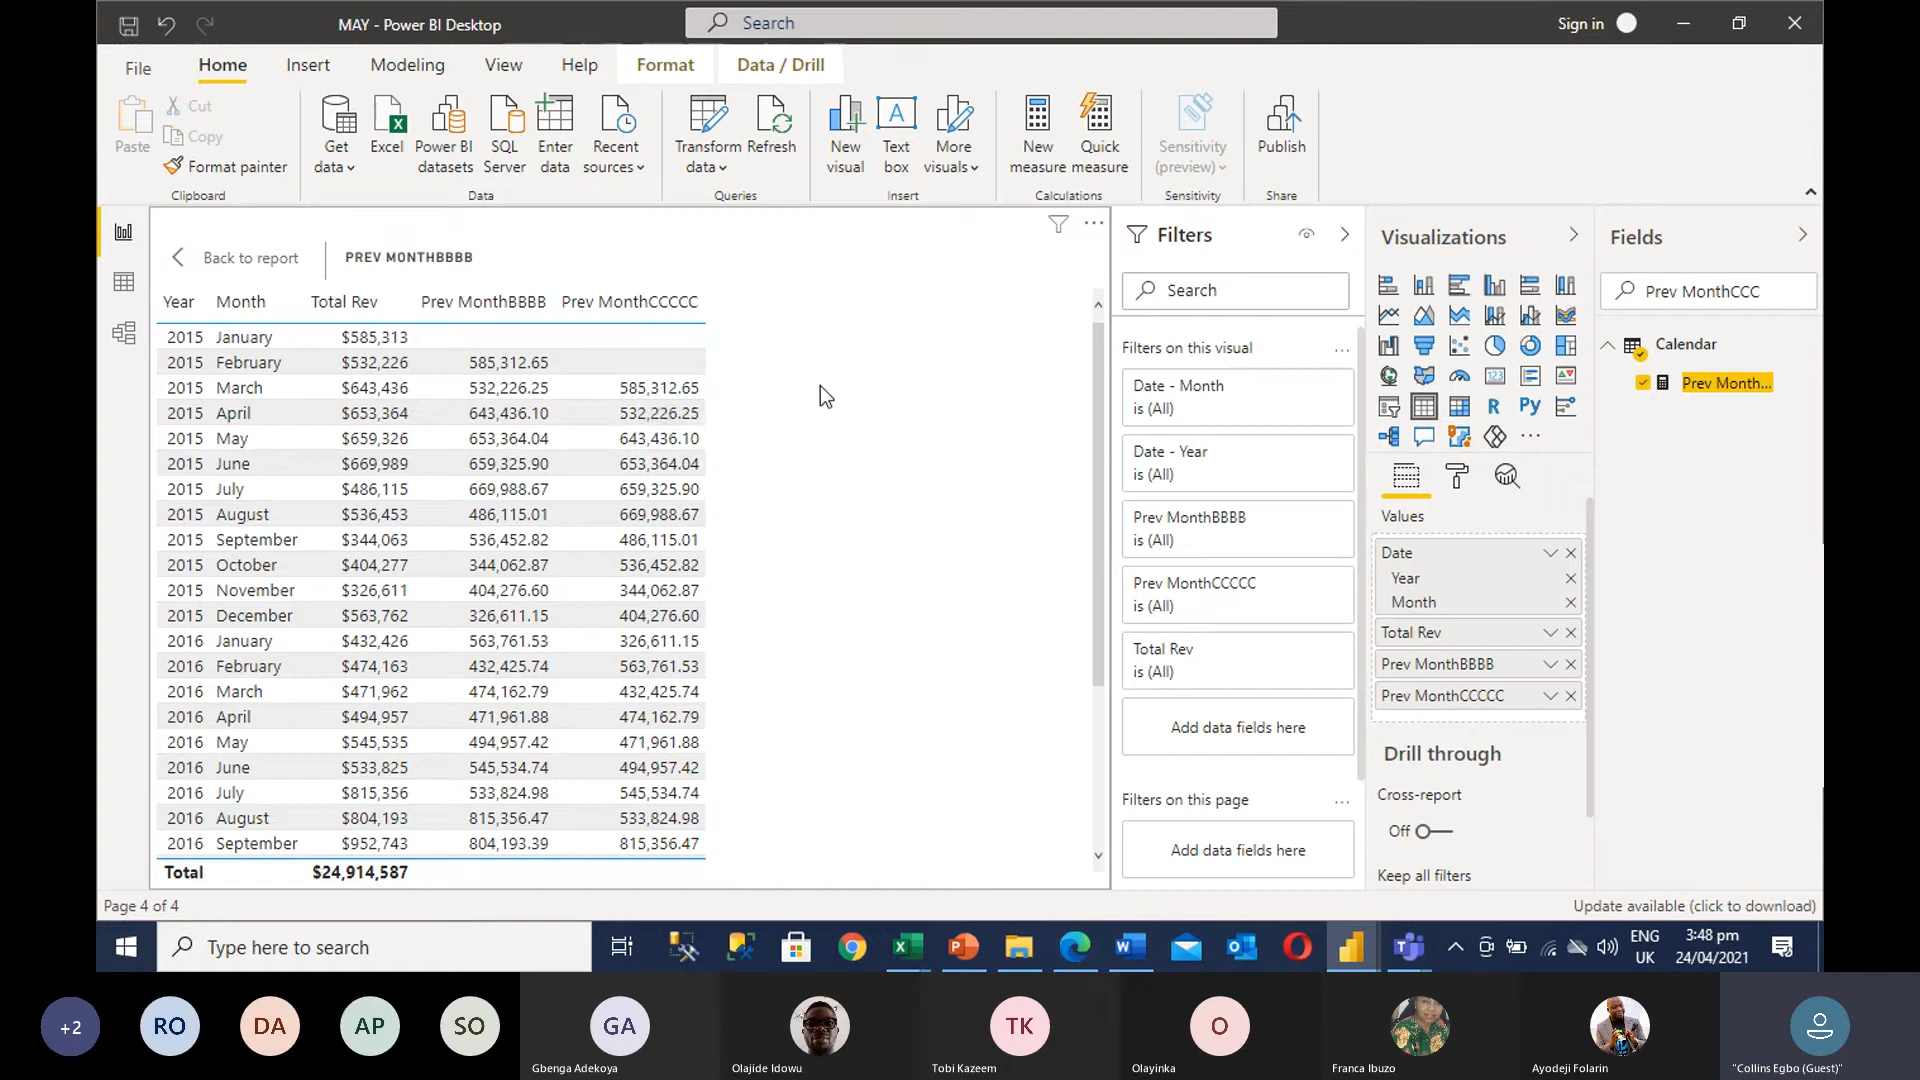 MAY - Power BI Desktop
Search
Sign in
File
Home
Insert
Modeling
View
Help
Format
Data / Drill
Paste
Cut
Copy
Format painter
Clipboard
Get data
Excel
Power BI datasets
SQL Server
Enter data
Recent sources
Data
Transform data
Refresh
Queries
New visual
Text box
More visuals
Insert
New measure
Quick measure
Calculations
Sensitivity (preview)
Sensitivity
Publish
Share
Back to report
PREV MONTHBBBB
Year Month Total Rev Prev MonthBBBB Prev MonthCCCCC
2015 January $585,313
2015 February $532,226 585,312.65
2015 March $643,436 532,226.25 585,312.65
2015 April $653,364 643,436.10 532,226.25
2015 May $659,326 653,364.04 643,436.10
2015 June $669,989 659,325.90 653,364.04
2015 July $486,115 669,988.67 659,325.90
2015 August $536,453 486,115.01 669,988.67
2015 September $344,063 536,452.82 486,115.01
2015 October $404,277 344,062.87 536,452.82
2015 November $326,611 404,276.60 344,062.87
2015 December $563,762 326,611.15 404,276.60
2016 January $432,426 563,761.53 326,611.15
2016 February $474,163 432,425.74 563,761.53
2016 March $471,962 474,162.79 432,425.74
2016 April $494,957 471,961.88 474,162.79
2016 May $545,535 494,957.42 471,961.88
2016 June $533,825 545,534.74 494,957.42
2016 July $815,356 533,824.98 545,534.74
2016 August $804,193 815,356.47 533,824.98
2016 September $952,743 804,193.39 815,356.47
Total $24,914,587
Filters
Search
Filters on this visual
Date - Month
is (All)
Date - Year
is (All)
Prev MonthBBBB
is (All)
Prev MonthCCCCC
is (All)
Total Rev
is (All)
Add data fields here
Filters on this page
Add data fields here
Visualizations
R
Py
123
Values
Date
Year
Month
Total Rev
Prev MonthBBBB
Prev MonthCCCCC
Drill through
Cross-report
Off
Keep all filters
Fields
Prev MonthCCC
Calendar
Prev Month...
Page 4 of 4
Update available (click to download)
Type here to search
ENG
UK
3:48 pm
24/04/2021
+2
RO
DA
AP
SO
GA
Gbenga Adekoya
Olajide Idowu
TK
Tobi Kazeem
O
Olayinka
Franca Ibuzo
Ayodeji Folarin
"Collins Egbo (Guest)"